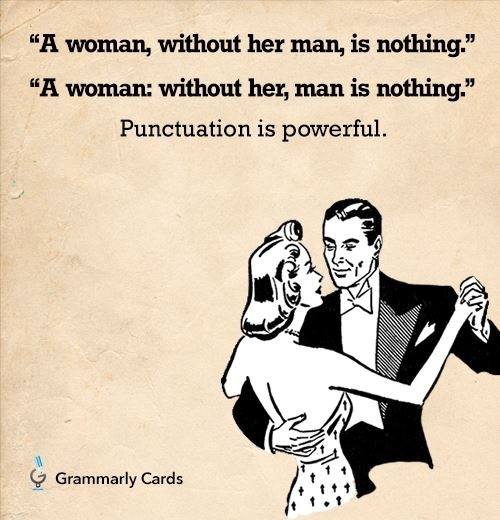 “A woman, without her man, is nothing.”
“A woman: without her, man is nothing.”
Punctuation is powerful.
Grammarly Cards